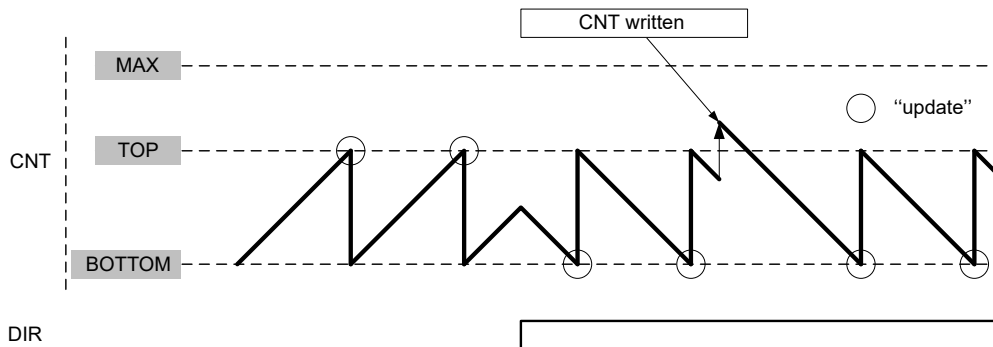 CNT written
MAX
‘‘update’’
TOP
CNT
BOTTOM
DIR